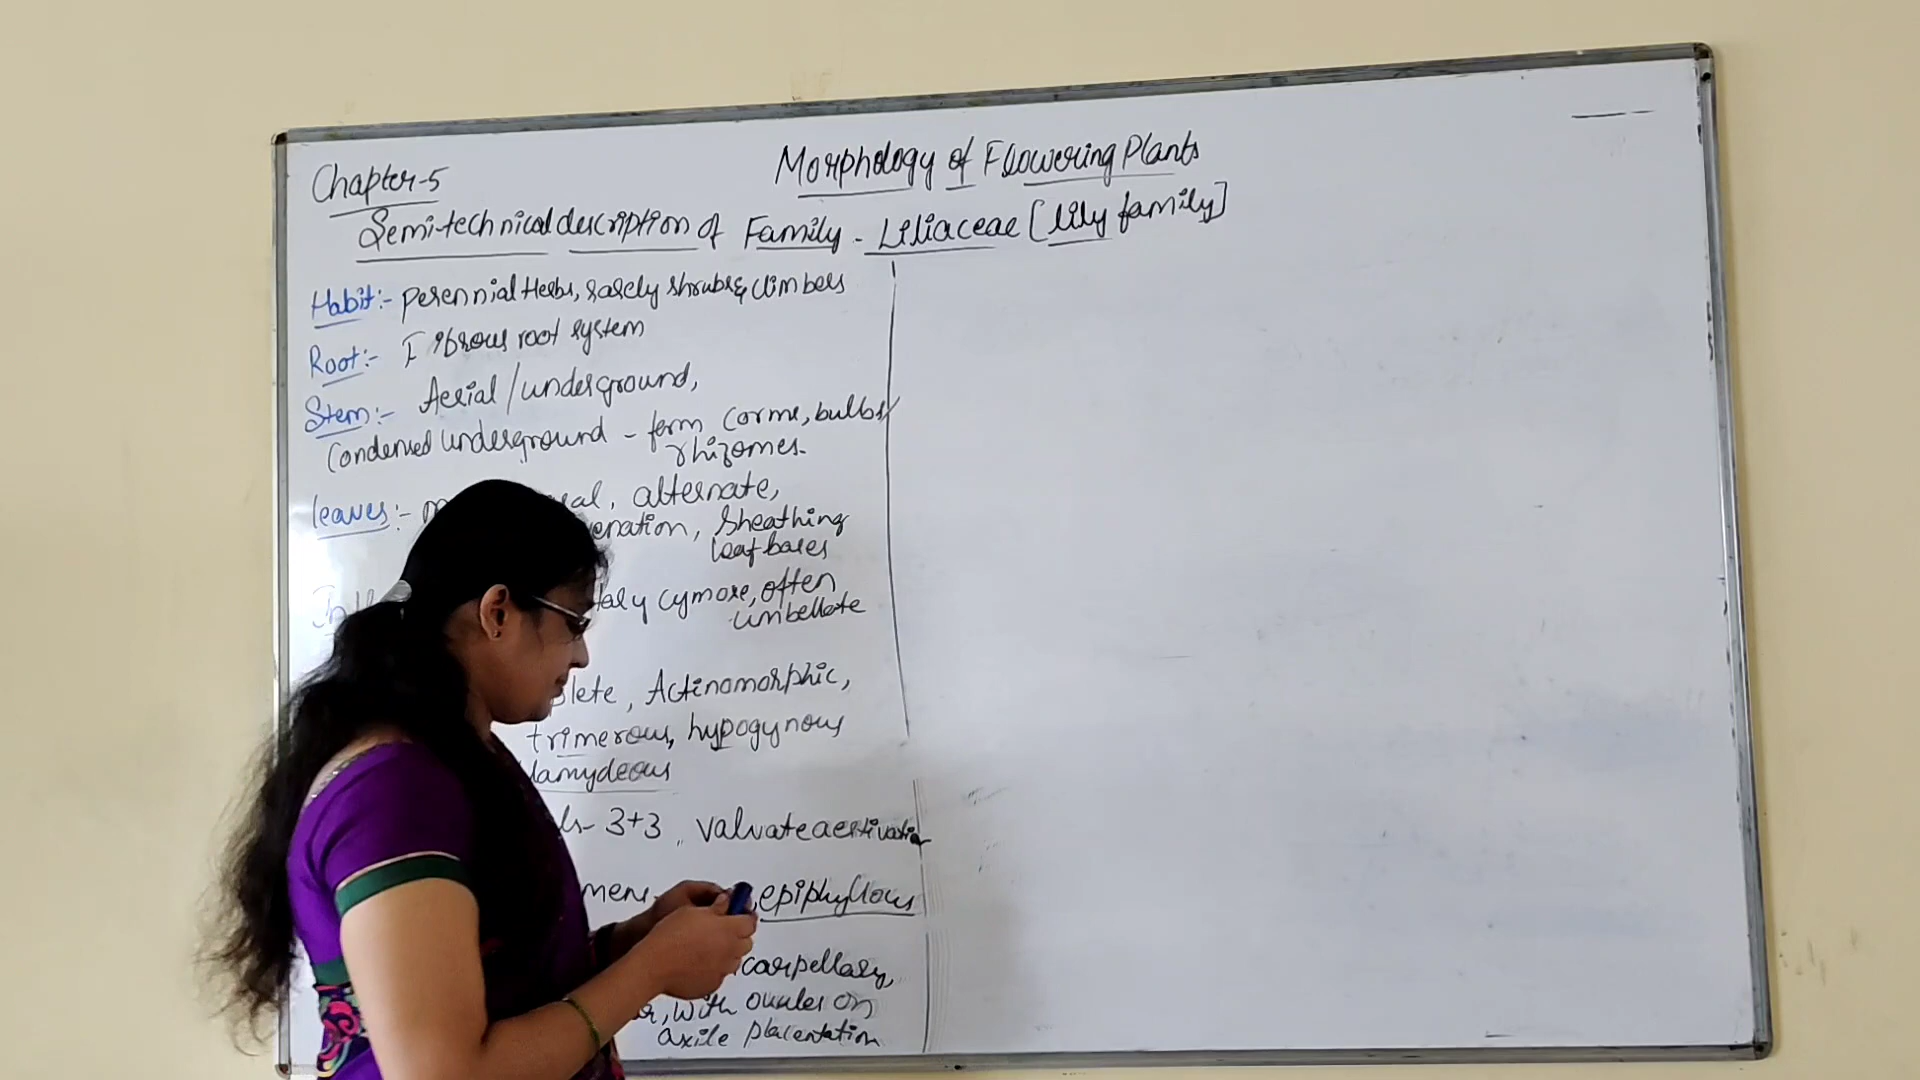 Chapter-5
Morphology of Flowering Plants
Semi-technical description of Family - Liliaceae [lily family]
Habit:- perennial Herbs, rarely shrubs & climbers
Root:- Fibrous root system
Stem:- Aerial / underground,
Condensed underground - form corms, bulbs
rhizomes.
leaves:- alternate,
Sheathing
leaf bases
cymose, often
umbellate
Actinomorphic,
trimerous, hypogynous
3+3, valvate aestivation
epiphyllous
carpellary,
with ovules on
axile placentation